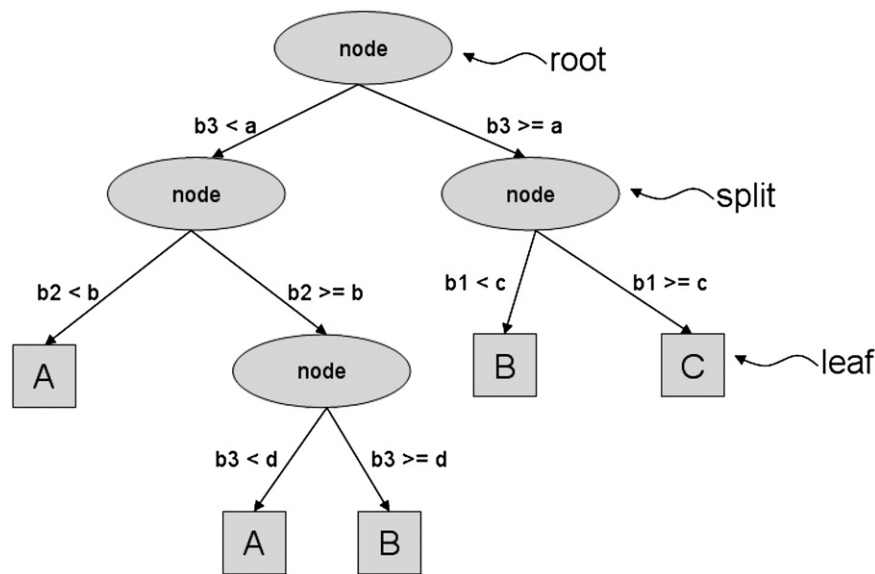 node
root
b3 < a
b3 >= a
node
node
split
b2 < b
b2 >= b
b1 < c
b1 >= c
A
node
B
C
leaf
b3 < d
b3 >= d
A
B